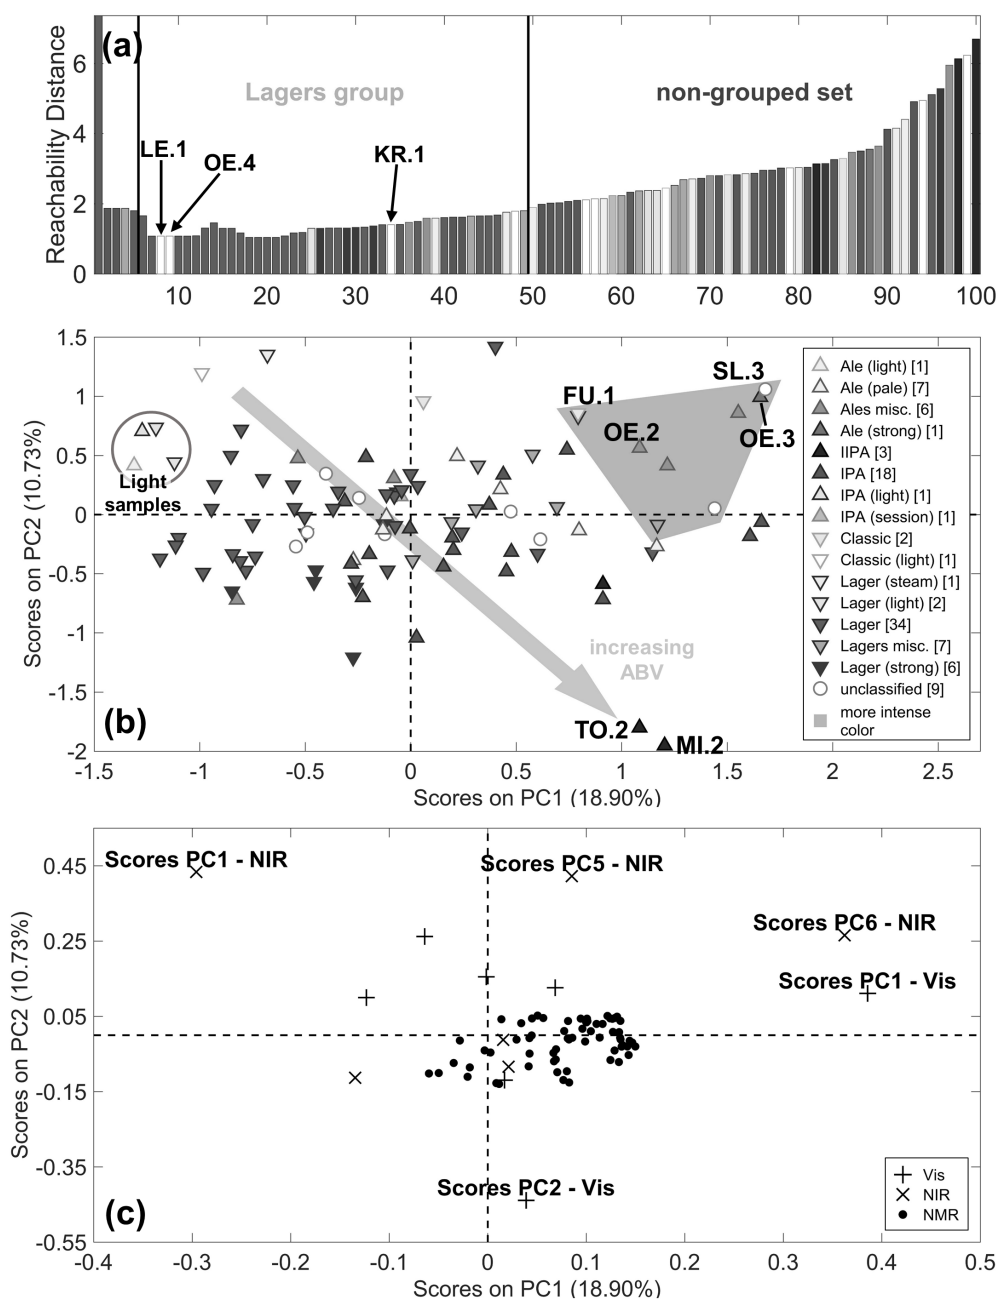 (a)
Reachability Distance
6
4
2
0
Lagers group
non-grouped set
LE.1
OE.4
KR.1
10 20 30 40 50 60 70 80 90 100
(b)
Scores on PC2 (10.73%)
1.5
1
0.5
0
-0.5
-1
-1.5
-2
Light
samples
FU.1
SL.3
OE.2
OE.3
increasing
ABV
TO.2
MI.2
Ale (light) [1]
Ale (pale) [7]
Ales misc. [6]
Ale (strong) [1]
IIPA [3]
IPA [18]
IPA (light) [1]
IPA (session) [1]
Classic [2]
Classic (light) [1]
Lager (steam) [1]
Lager (light) [2]
Lager [34]
Lagers misc. [7]
Lager (strong) [6]
unclassified [9]
more intense
color
-1.5 -1 -0.5 0 0.5 1 1.5 2 2.5
Scores on PC1 (18.90%)
(c)
Scores on PC2 (10.73%)
0.45
0.25
0.05
-0.15
-0.35
-0.55
Scores PC1 - NIR
Scores PC5 - NIR
Scores PC6 - NIR
Scores PC1 - Vis
Scores PC2 - Vis
Vis
NIR
NMR
-0.4 -0.3 -0.2 -0.1 0 0.1 0.2 0.3 0.4 0.5
Scores on PC1 (18.90%)